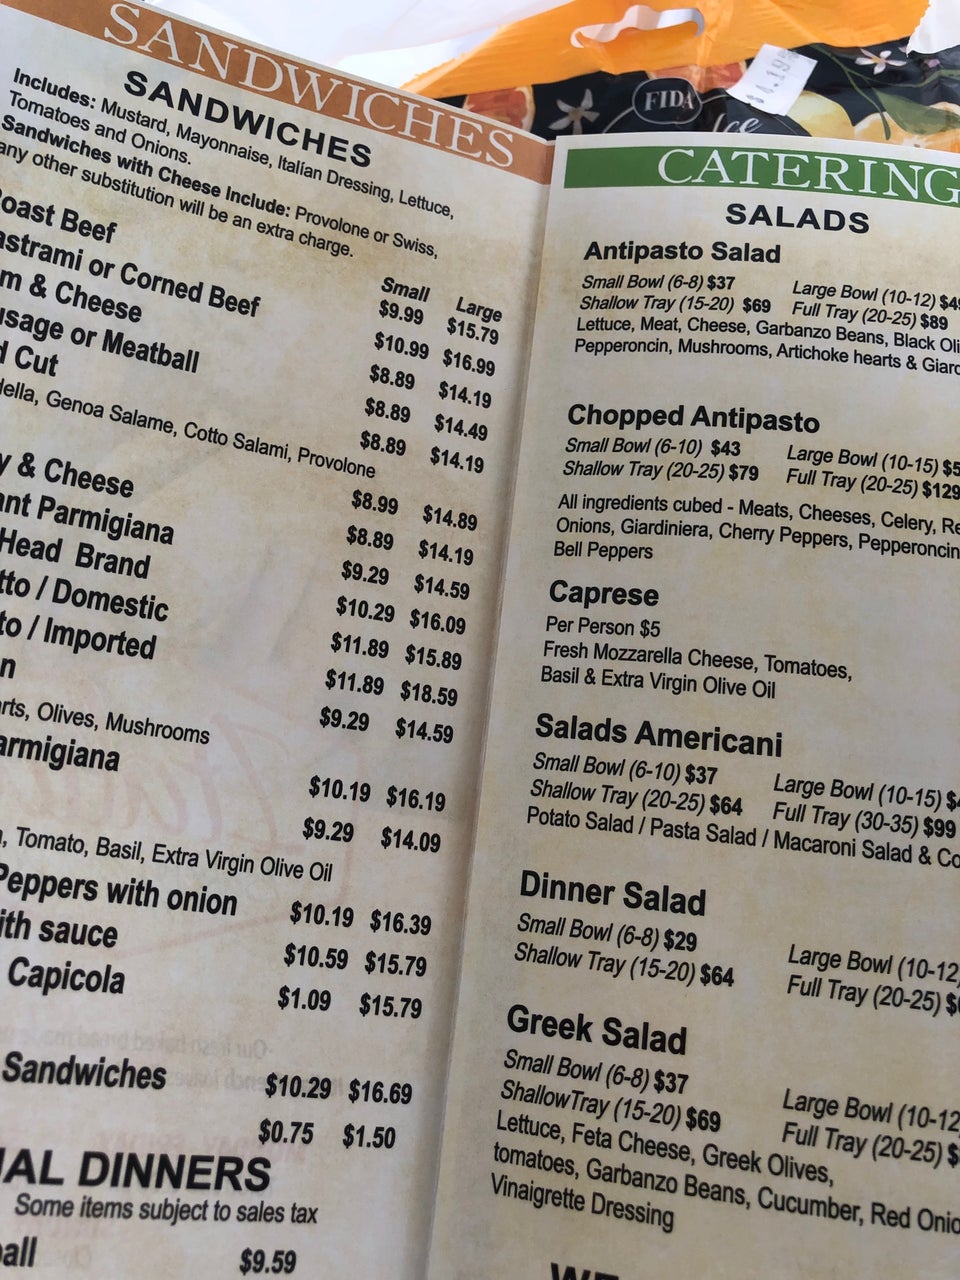 SANDWICHES
SANDWICHES
Includes: Mustard, Mayonnaise, Italian Dressing, Lettuce,
Tomatoes and Onions.
Sandwiches with Cheese Include: Provolone or Swiss,
any other substitution will be an extra charge.
Small Large
Roast Beef $9.99 $15.79
Pastrami or Corned Beef $10.99 $16.99
& Cheese $8.89 $14.19
or Meatball $8.89 $14.49
Cut $8.89 $14.19
Genoa Salame, Cotto Salami, Provolone
& Cheese $8.99 $14.89
Parmigiana $8.89 $14.19
Head Brand $9.29 $14.59
/ Domestic $10.29 $16.09
/ Imported $11.89 $15.89
$11.89 $18.59
$9.29 $14.59
Olives, Mushrooms
$10.19 $16.19
$9.29 $14.09
Tomato, Basil, Extra Virgin Olive Oil
Peppers with onion $10.19 $16.39
with sauce $10.59 $15.79
Capicola $1.09 $15.79
Sandwiches $10.29 $16.69
$0.75 $1.50
DINNERS
Some items subject to sales tax
$9.59
FIDA
Ice
CATERING
SALADS
Antipasto Salad
Small Bowl (6-8) $37 Large Bowl (10-12)
Shallow Tray (15-20) $69 Full Tray (20-25) $89
Lettuce, Meat, Cheese, Garbanzo Beans, Black
Pepperoncin, Mushrooms, Artichoke hearts &
Chopped Antipasto
Small Bowl (6-10) $43 Large Bowl (10-15)
Shallow Tray (20-25) $79 Full Tray (20-25) $129
All ingredients cubed - Meats, Cheeses, Celery,
Onions, Giardiniera, Cherry Peppers, Pepperoncin
Bell Peppers
Caprese
Per Person $5
Fresh Mozzarella Cheese, Tomatoes,
Basil & Extra Virgin Olive Oil
Salads Americani
Small Bowl (6-10) $37 Large Bowl (10-15)
Shallow Tray (20-25) $64 Full Tray (30-35) $99
Potato Salad / Pasta Salad / Macaroni Salad &
Dinner Salad
Small Bowl (6-8) $29 Large Bowl (10-12)
Shallow Tray (15-20) $64 Full Tray (20-25)
Greek Salad
Small Bowl (6-8) $37 Large Bowl (10-12)
ShallowTray (15-20) $69 Full Tray (20-25)
Lettuce, Feta Cheese, Greek Olives,
tomatoes, Garbanzo Beans, Cucumber, Red
Vinaigrette Dressing